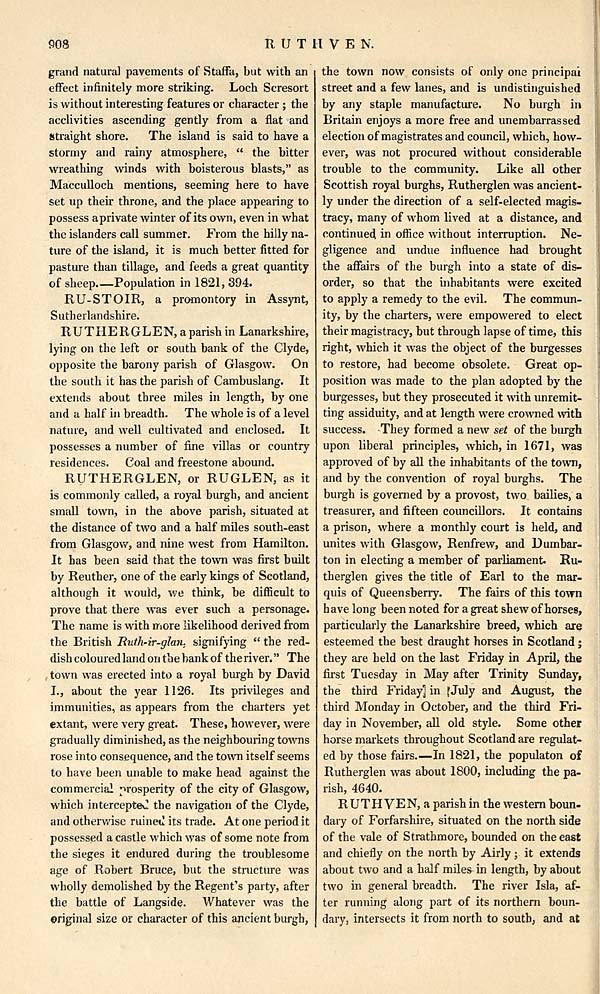 908
RUTHVEN.
grand natural pavements of Staffa, but with an
effect infinitely more striking. Loch Scresort
is without interesting features or character ; the
acclivities ascending gently from a flat and
straight shore. The island is said to have a
stormy and rainy atmosphere, “ the bitter
wreathing winds with boisterous blasts,” as
Macculloch mentions, seeming here to have
set up their throne, and the place appearing to
possess a private winter of its own, even in what
the islanders call summer. From the hilly na-
ture of the island, it is much better fitted for
pasture than tillage, and feeds a great quantity
of sheep.—Population in 1821, 394.
RU-STOIR, a promontory in Assynt,
Sutherlandshire.
RUTHERGLEN, a parish in Lanarkshire,
lying on the left or south bank of the Clyde,
opposite the barony parish of Glasgow. On
the south it has the parish of Cambuslang. It
extends about three miles in length, by one
and a half in breadth. The whole is of a level
nature, and well cultivated and enclosed. It
possesses a number of fine villas or country
residences. Coal and freestone abound.
RUTHERGLEN, or RUGLEN, as it
is commonly called, a royal burgh, and ancient
small town, in the above parish, situated at
the distance of two and a half miles south-east
from Glasgow, and nine west from Hamilton.
It has been said that the town was first built
by Reuther, one of the early kings of Scotland,
although it would, we think, be difficult to
prove that there was ever such a personage.
The name is with more likelihood derived from
the British Ruth-ir-glan, signifying “ the red-
dish coloured land on the bank of the river.” The
town was erected into a royal burgh by David
I., about the year 1126. Its privileges and
immunities, as appears from the charters yet
extant, were very great. These, however, were
gradually diminished, as the neighbouring towns
rose into consequence, and the town itself seems
to have been unable to make head against the
commercial prosperity of the city of Glasgow,
which intercepted the navigation of the Clyde,
and otherwise ruined its trade. At one period it
possessed a castle which was of some note from
the sieges it endured during the troublesome
age of Robert Bruce, but the structure was
wholly demolished by the Regent’s party, after
the battle of Langside. Whatever was the
original size or character of this ancient burgh,
the town now consists of only one principal
street and a few lanes, and is undistinguished
by any staple manufacture. No burgh in
Britain enjoys a more free and unembarrassed
election of magistrates and council, which, how-
ever, was not procured without considerable
trouble to the community. Like all other
Scottish royal burghs, Rutherglen was ancient-
ly under the direction of a self-elected magis-
tracy, many of whom lived at a distance, and
continued in office without interruption. Ne-
gligence and undue influence had brought
the affairs of the burgh into a state of dis-
order, so that the inhabitants were excited
to apply a remedy to the evil. The commun-
ity, by the charters, were empowered to elect
their magistracy, but through lapse of time, this
right, which it was the object of the burgesses
to restore, had become obsolete. Great op-
position was made to the plan adopted by the
burgesses, but they prosecuted it with unremit-
ting assiduity, and at length were crowned with
success. They formed a new set of the burgh
upon liberal principles, which, in 1671, was
approved of by all the inhabitants of the town,
and by the convention of royal burghs. The
burgh is governed by a provost, two bailies, a
treasurer, and fifteen councillors. It contains
a prison, where a monthly court is held, and
unites with Glasgow, Renfrew, and Dumbar-
ton in electing a member of parliament. Ru-
therglen gives the title of Earl to the mar-
quis of Queensberry. The fairs of this town
have long been noted for a great shew of horses,
particularly the Lanarkshire breed, which are
esteemed the best draught horses in Scotland ;
they are held on the last Friday in April, the
first Tuesday in May after Trinity Sunday,
the third Friday] in [July and August, the
third Monday in October, and the third Fri-
day in November, all old style. Some other
horse markets throughout Scotland are regulat-
ed by those fairs.—In 1821, the populaton of
Rutherglen was about 1800, including the pa-
rish, 4640.
RUTHVEN, a parish in the western boun-
dary of Forfarshire, situated on the north side
of the vale of Strathmore, bounded on the east
and chiefly on the north by Airly ; it extends
about two and a half miles in length, by about
two in general breadth. The river Isla, af-
ter running along part of its northern boun-
dary, intersects it from north to south, and at